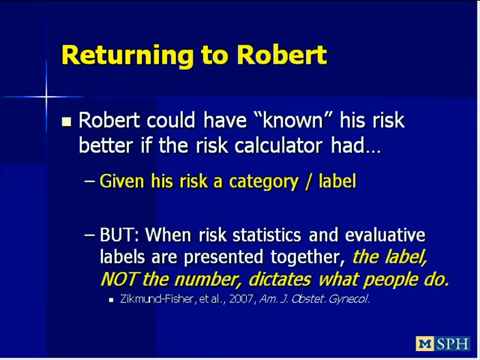 Returning to Robert
Robert could have “known” his risk
better if the risk calculator had…
– Given his risk a category / label
– BUT: When risk statistics and evaluative
labels are presented together, the label,
NOT the number, dictates what people do.
Zikmund-Fisher, et al., 2007, Am. J. Obstet. Gynecol.
M SPH